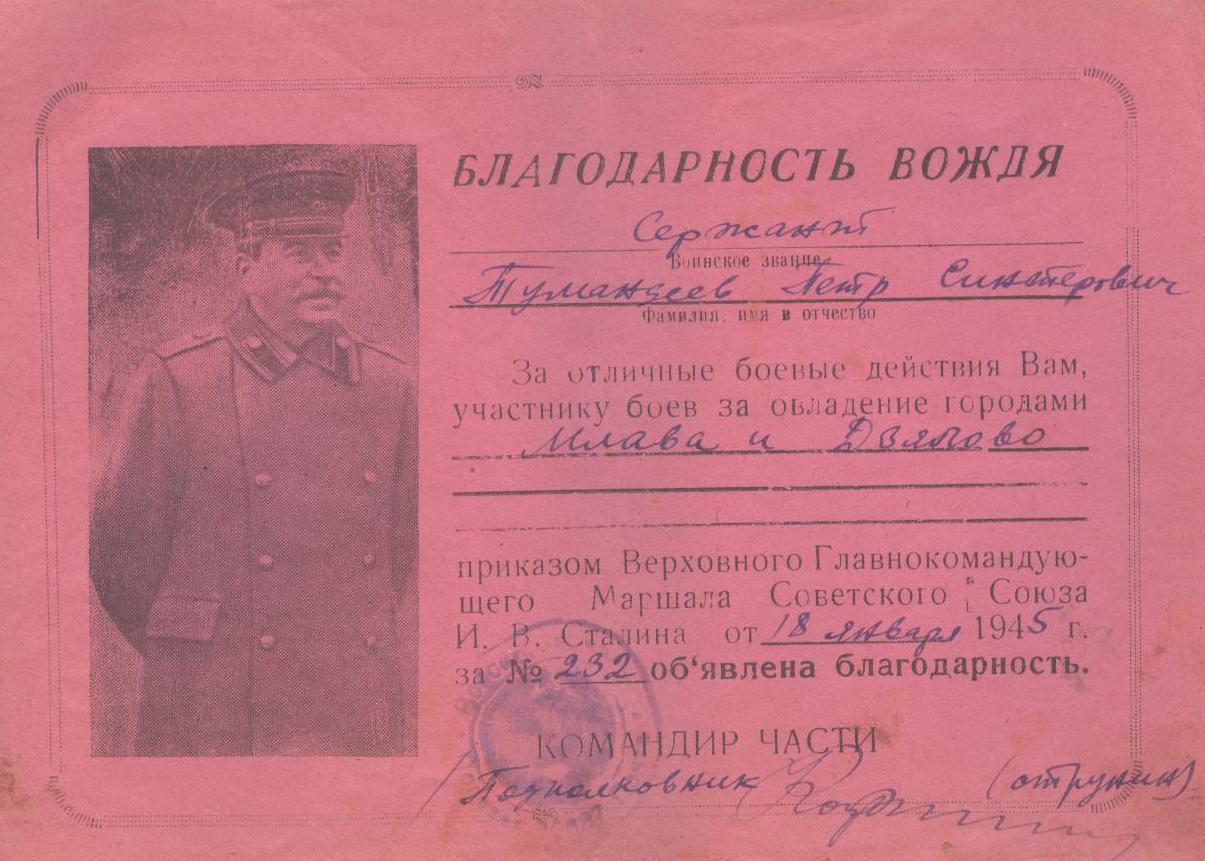 БЛАГОДАРНОСТЬ ВОЖДЯ
Сержант
Воинское звание
Петр Синтерович
Фамилия, имя и отчество
За отличные боевые действия Вам,
участнику боев за овладение городами
Млава и Дзялово
приказом Верховного Главнокомандую-
щего Маршала Советского Союза
И. В. Сталина от 18 января 1945 г.
за № 232 об'явлена благодарность.
КОМАНДИР ЧАСТИ
Подполковник